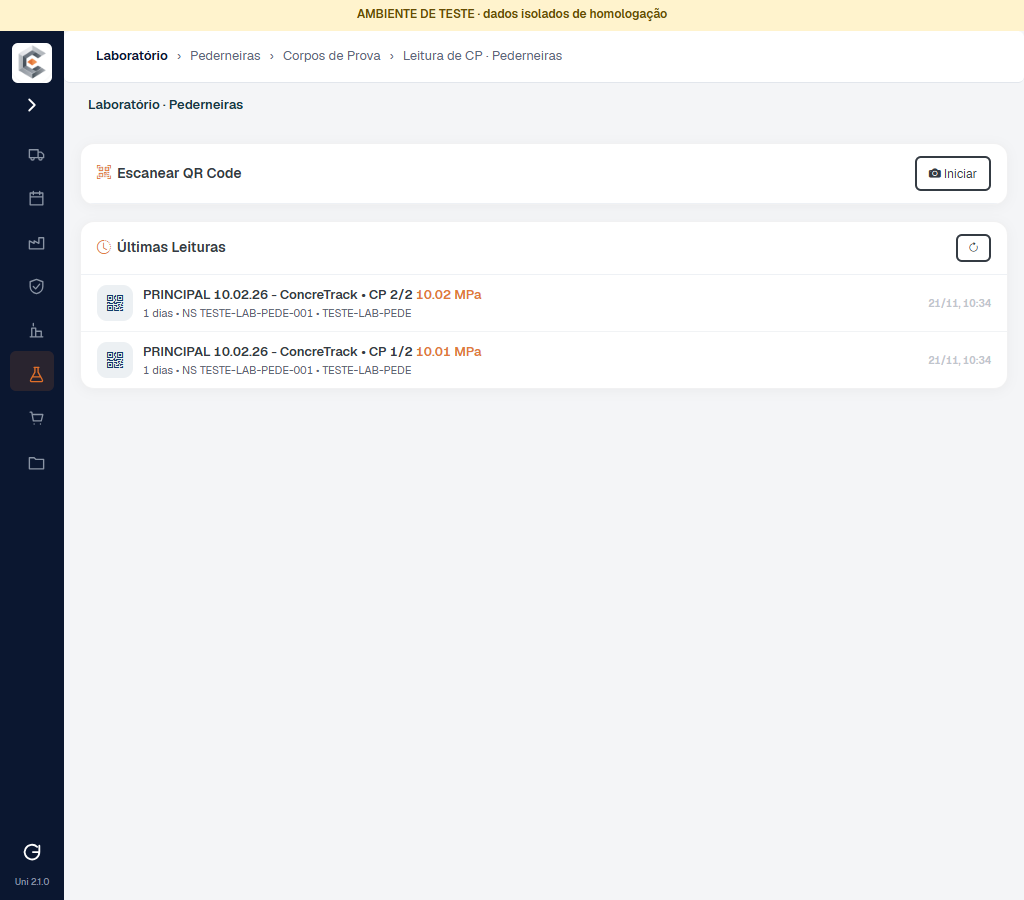 AMBIENTE DE TESTE · dados isolados de homologação
Laboratório › Pederneiras › Corpos de Prova › Leitura de CP · Pederneiras
Laboratório · Pederneiras
Escanear QR Code
Iniciar
Últimas Leituras
PRINCIPAL 10.02.26 - ConcreTrack • CP 2/2 10.02 MPa
1 dias • NS TESTE-LAB-PEDE-001 • TESTE-LAB-PEDE
21/11, 10:34
PRINCIPAL 10.02.26 - ConcreTrack • CP 1/2 10.01 MPa
1 dias • NS TESTE-LAB-PEDE-001 • TESTE-LAB-PEDE
21/11, 10:34
Uni 2.1.0